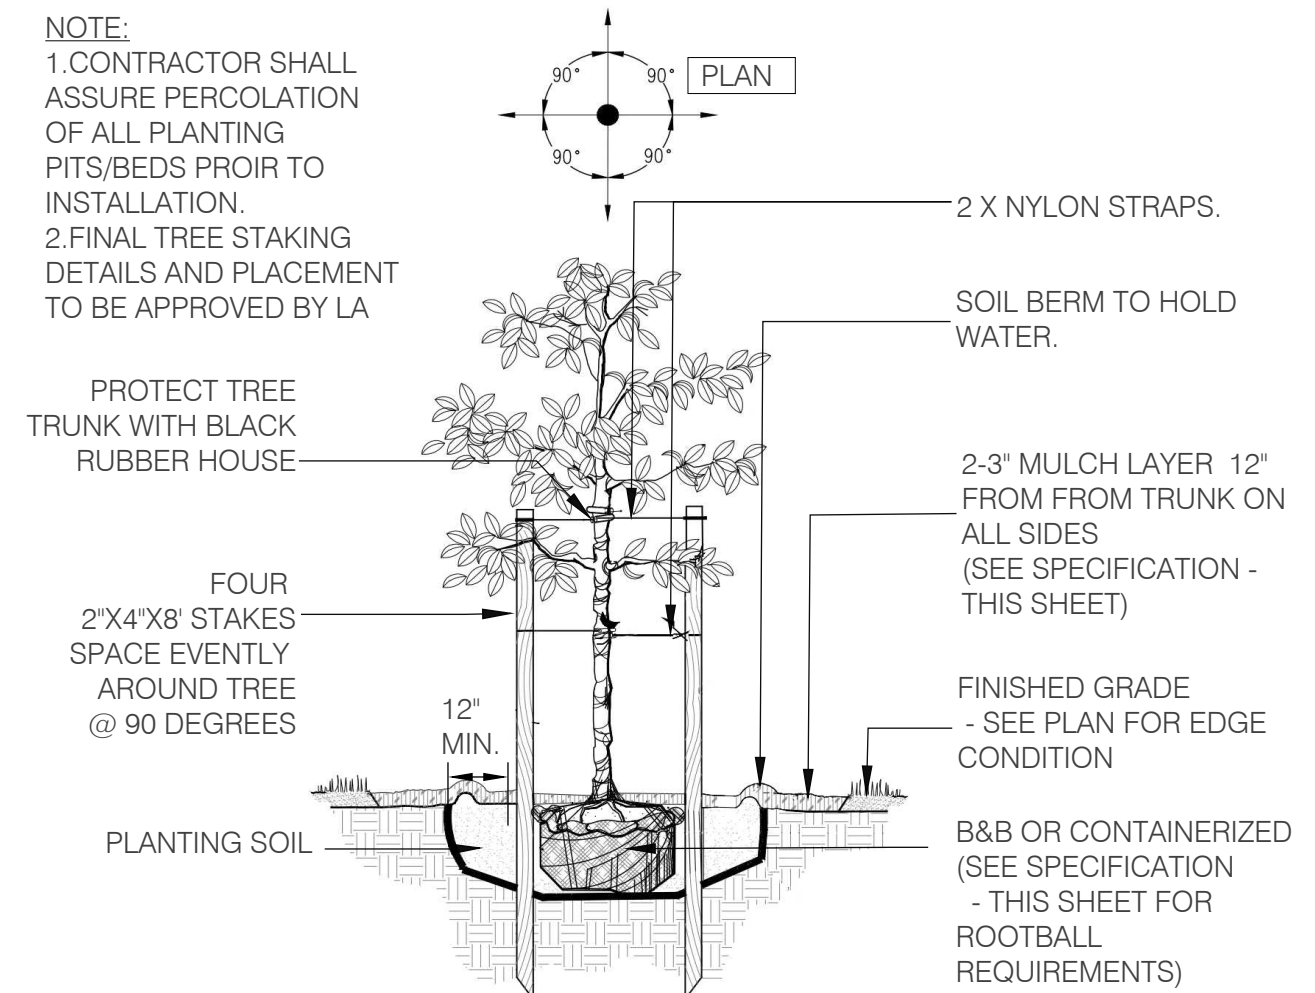 NOTE:
1.CONTRACTOR SHALL
ASSURE PERCOLATION
OF ALL PLANTING
PITS/BEDS PROIR TO
INSTALLATION.
2.FINAL TREE STAKING
DETAILS AND PLACEMENT
TO BE APPROVED BY LA
90°
90°
90°
90°
PLAN
2 X NYLON STRAPS.
SOIL BERM TO HOLD
WATER.
PROTECT TREE
TRUNK WITH BLACK
RUBBER HOUSE
2-3" MULCH LAYER 12"
FROM FROM TRUNK ON
ALL SIDES
(SEE SPECIFICATION -
THIS SHEET)
FOUR
2"X4"X8' STAKES
SPACE EVENTLY
AROUND TREE
@ 90 DEGREES
12"
MIN.
FINISHED GRADE
- SEE PLAN FOR EDGE
CONDITION
PLANTING SOIL
B&B OR CONTAINERIZED
(SEE SPECIFICATION
- THIS SHEET FOR
ROOTBALL
REQUIREMENTS)